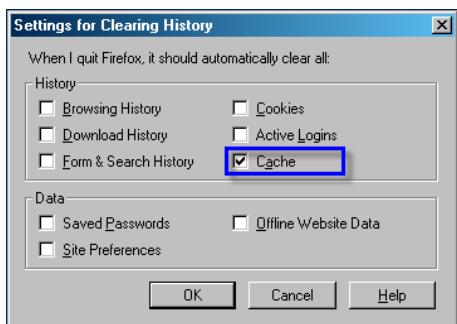 Settings for Clearing History
When I quit Firefox, it should automatically clear all:
History
Browsing History
Cookies
Download History
Active Logins
Form & Search History
Cache
Data
Saved Passwords
Offline Website Data
Site Preferences
OK
Cancel
Help